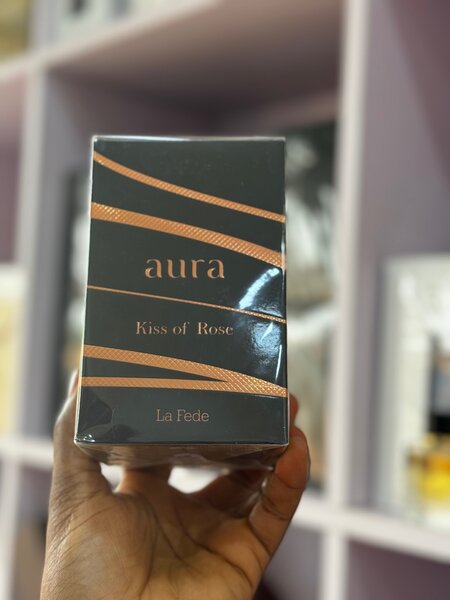 aura
Kiss of Rose
La Fede